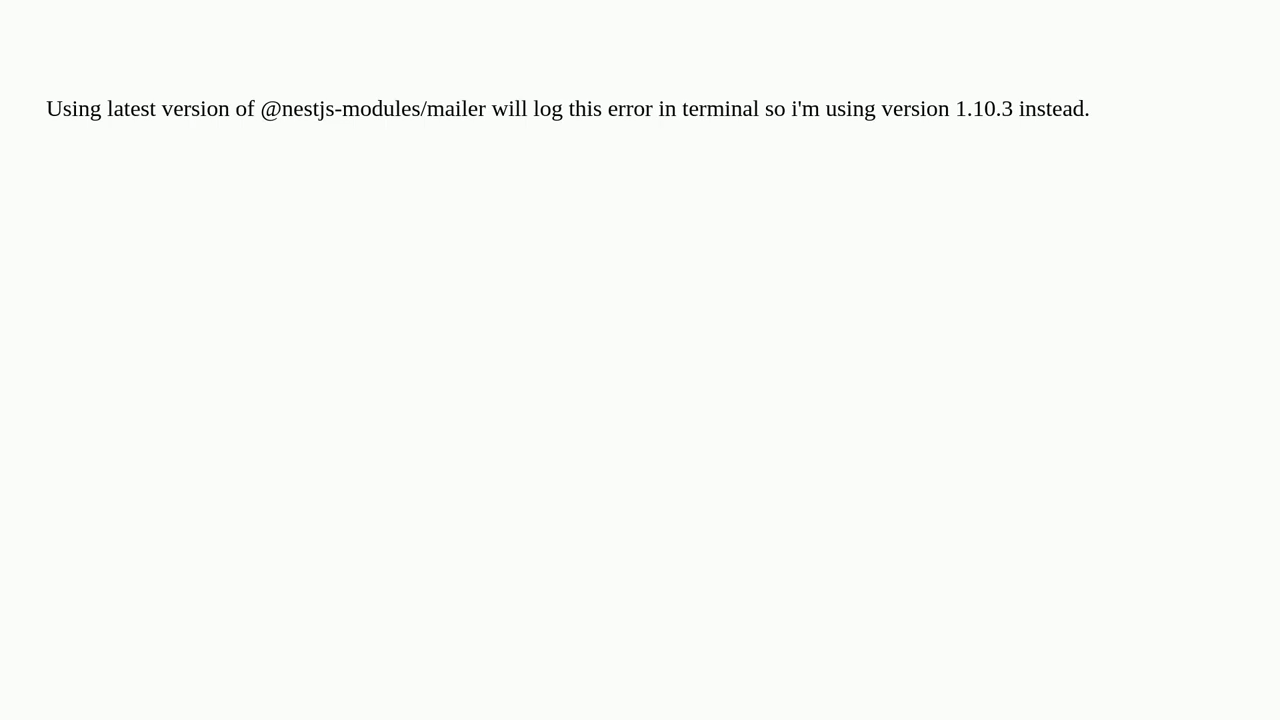 Using latest version of @nestjs-modules/mailer will log this error in terminal so i'm using version 1.10.3 instead.